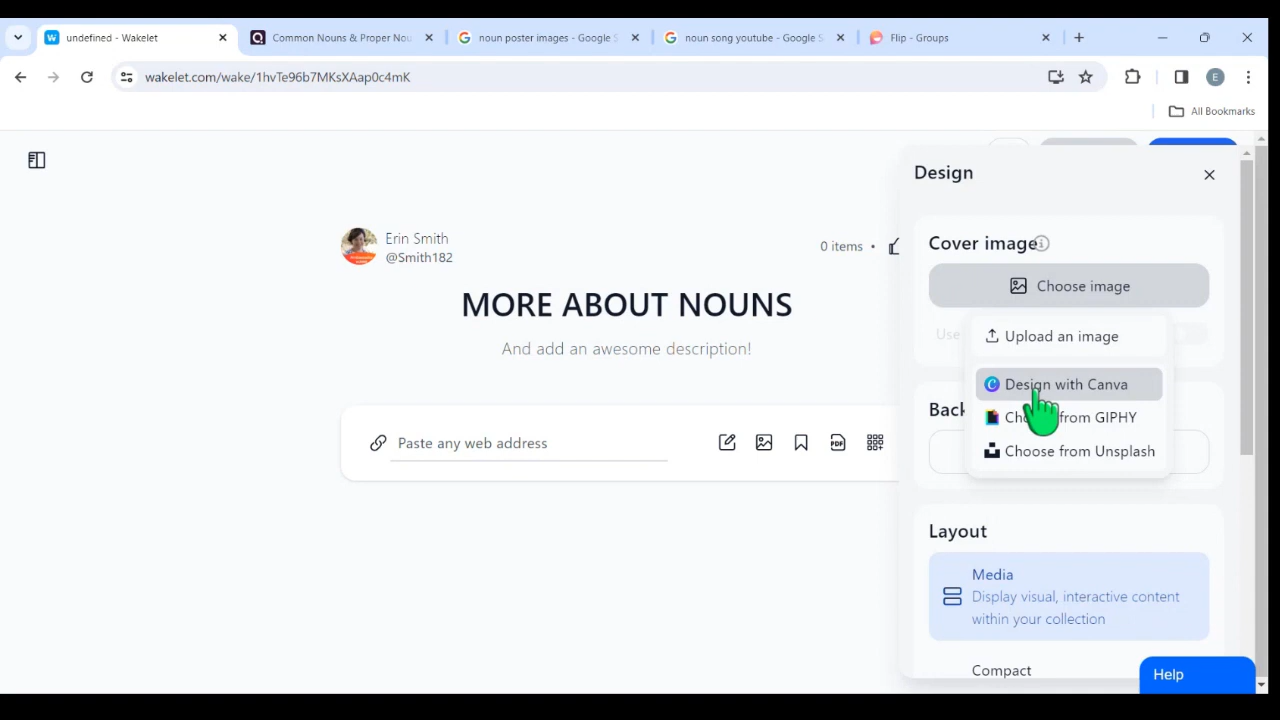 undefined - Wakelet
Common Nouns & Proper Nou
noun poster images - Google S
noun song youtube - Google S
Flip - Groups
wakelet.com/wake/1hvTe96b7MKsXAap0c4mK
E
All Bookmarks
Design
Erin Smith
@Smith182
0 items •
Cover image
Choose image
MORE ABOUT NOUNS
Use
Upload an image
And add an awesome description!
Design with Canva
Back
from GIPHY
Paste any web address
PDF
Choose from Unsplash
Layout
Media
Display visual, interactive content
within your collection
Compact
Help